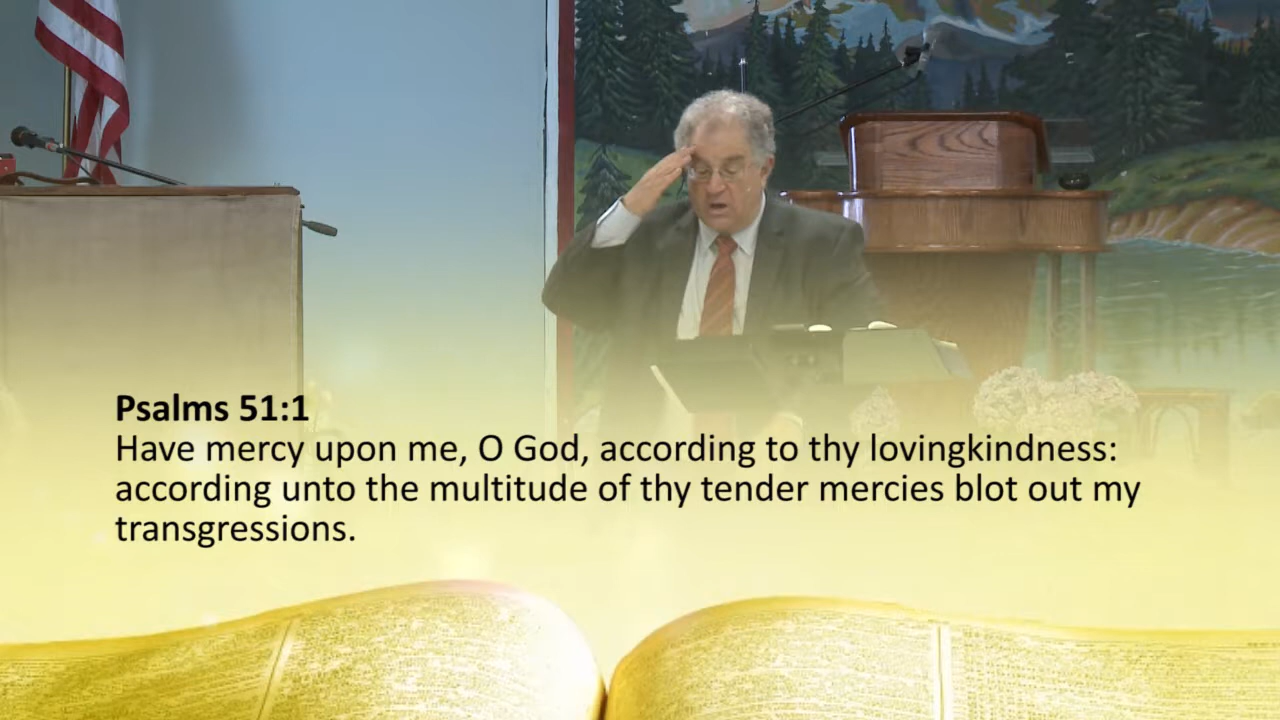 Psalms 51:1
Have mercy upon me, O God, according to thy lovingkindness:
according unto the multitude of thy tender mercies blot out my
transgressions.